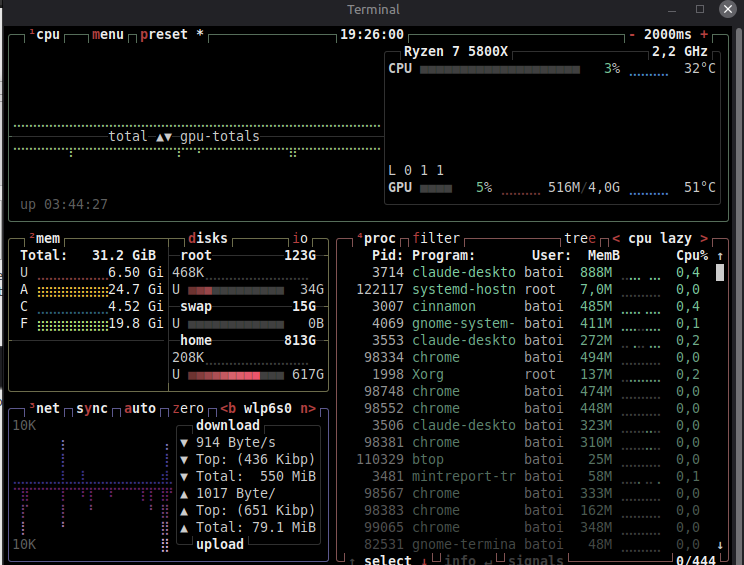 Terminal
¹cpu menu preset * 19:26:00 - 2000ms +
Ryzen 7 5800X 2,2 GHz
CPU 3% 32°C
total ▲▼ gpu-totals
L 0 1 1
GPU 5% 516M/4,0G 51°C
up 03:44:27
²mem
Total: 31.2 GiB
U 6.50 Gi
A 24.7 Gi
C 4.52 Gi
F 19.8 Gi
disks io
root 123G
468K
U 34G
swap 15G
U 0B
home 813G
208K
U 617G
³net sync auto zero <b wlp6s0 n>
10K
10K
download
▼ 914 Byte/s
▼ Top: (436 Kibp)
▼ Total: 550 MiB
▲ 1017 Byte/
▲ Top: (651 Kibp)
▲ Total: 79.1 MiB
upload
⁴proc filter tree < cpu lazy >
Pid: Program: User: MemB Cpu% ↑
3714 claude-deskto batoi 888M 0,4
122117 systemd-hostn root 7,0M 0,0
3007 cinnamon batoi 485M 0,4
4069 gnome-system- batoi 411M 0,1
3553 claude-deskto batoi 272M 0,2
98334 chrome batoi 494M 0,0
1998 Xorg root 137M 0,2
98748 chrome batoi 474M 0,0
98552 chrome batoi 448M 0,0
3506 claude-deskto batoi 323M 0,0
98381 chrome batoi 310M 0,0
110329 btop batoi 25M 0,0
3481 mintreport-tr batoi 58M 0,1
98567 chrome batoi 333M 0,0
98383 chrome batoi 162M 0,0
99065 chrome batoi 348M 0,0
82531 gnome-termina batoi 48M 0,0 ↓
↑ select ↓ info ↵ signals 0/444